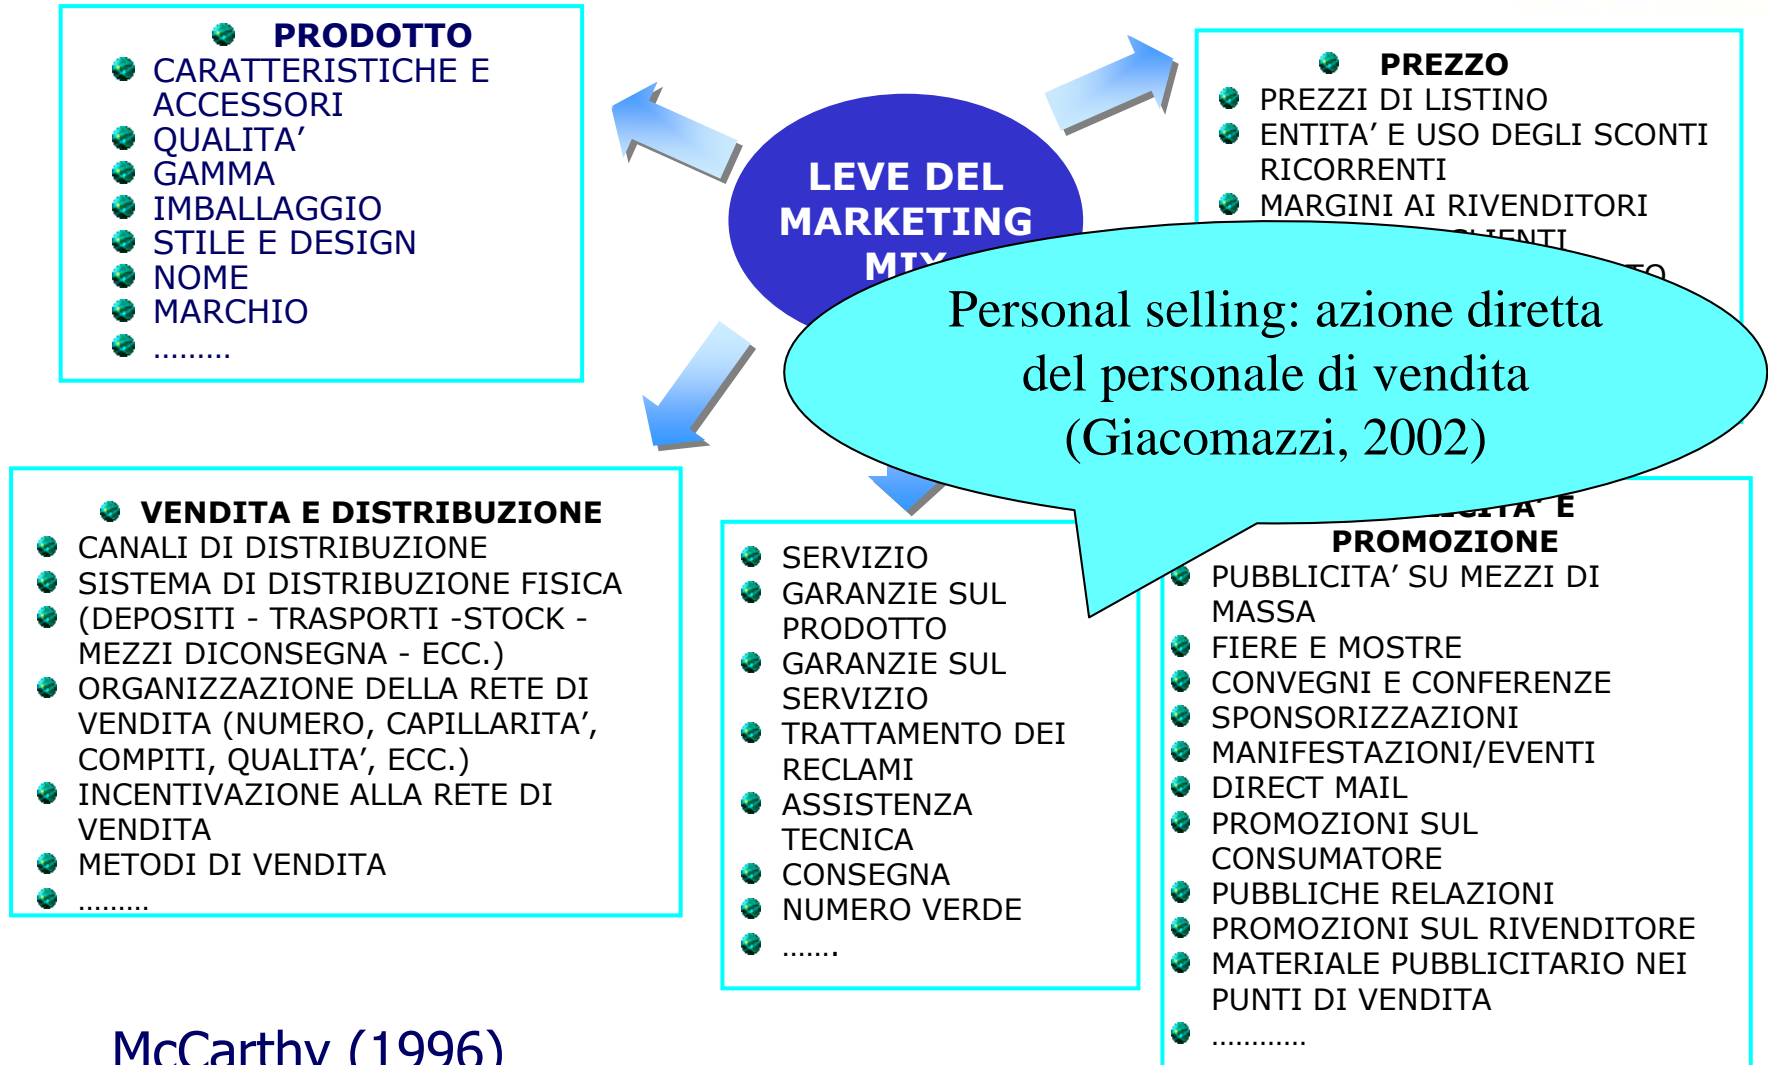 PRODOTTO
CARATTERISTICHE E
ACCESSORI
QUALITA’
GAMMA
IMBALLAGGIO
STILE E DESIGN
NOME
MARCHIO
………
LEVE DEL
MARKETING
MIX
PREZZO
PREZZI DI LISTINO
ENTITA’ E USO DEGLI SCONTI
RICORRENTI
MARGINI AI RIVENDITORI
Personal selling: azione diretta
del personale di vendita
(Giacomazzi, 2002)
VENDITA E DISTRIBUZIONE
CANALI DI DISTRIBUZIONE
SISTEMA DI DISTRIBUZIONE FISICA
(DEPOSITI - TRASPORTI -STOCK -
MEZZI DICONSEGNA - ECC.)
ORGANIZZAZIONE DELLA RETE DI
VENDITA (NUMERO, CAPILLARITA’,
COMPITI, QUALITA’, ECC.)
INCENTIVAZIONE ALLA RETE DI
VENDITA
METODI DI VENDITA
………
SERVIZIO
GARANZIE SUL
PRODOTTO
GARANZIE SUL
SERVIZIO
TRATTAMENTO DEI
RECLAMI
ASSISTENZA
TECNICA
CONSEGNA
NUMERO VERDE
…….
E
PROMOZIONE
PUBBLICITA’ SU MEZZI DI
MASSA
FIERE E MOSTRE
CONVEGNI E CONFERENZE
SPONSORIZZAZIONI
MANIFESTAZIONI/EVENTI
DIRECT MAIL
PROMOZIONI SUL
CONSUMATORE
PUBBLICHE RELAZIONI
PROMOZIONI SUL RIVENDITORE
MATERIALE PUBBLICITARIO NEI
PUNTI DI VENDITA
…………
McCarthy (1996)